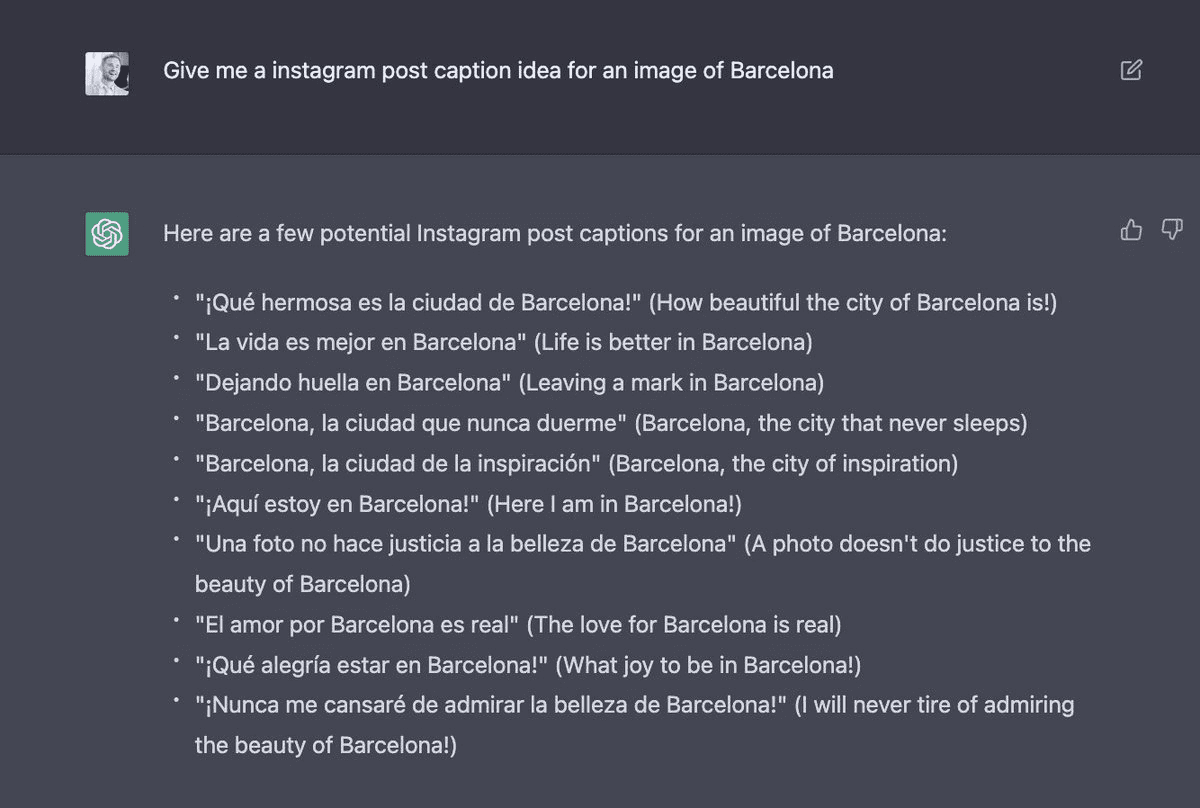 Give me a instagram post caption idea for an image of Barcelona
Here are a few potential Instagram post captions for an image of Barcelona:
• "¡Qué hermosa es la ciudad de Barcelona!" (How beautiful the city of Barcelona is!)
• "La vida es mejor en Barcelona" (Life is better in Barcelona)
• "Dejando huella en Barcelona" (Leaving a mark in Barcelona)
• "Barcelona, la ciudad que nunca duerme" (Barcelona, the city that never sleeps)
• "Barcelona, la ciudad de la inspiración" (Barcelona, the city of inspiration)
• "¡Aquí estoy en Barcelona!" (Here I am in Barcelona!)
• "Una foto no hace justicia a la belleza de Barcelona" (A photo doesn't do justice to the
beauty of Barcelona)
• "El amor por Barcelona es real" (The love for Barcelona is real)
• "¡Qué alegría estar en Barcelona!" (What joy to be in Barcelona!)
• "¡Nunca me cansaré de admirar la belleza de Barcelona!" (I will never tire of admiring
the beauty of Barcelona!)